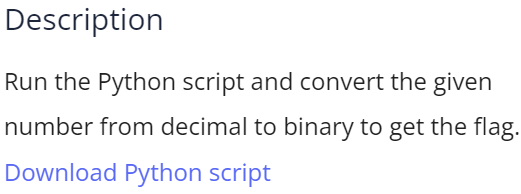 Description
Run the Python script and convert the given
number from decimal to binary to get the flag.
Download Python script